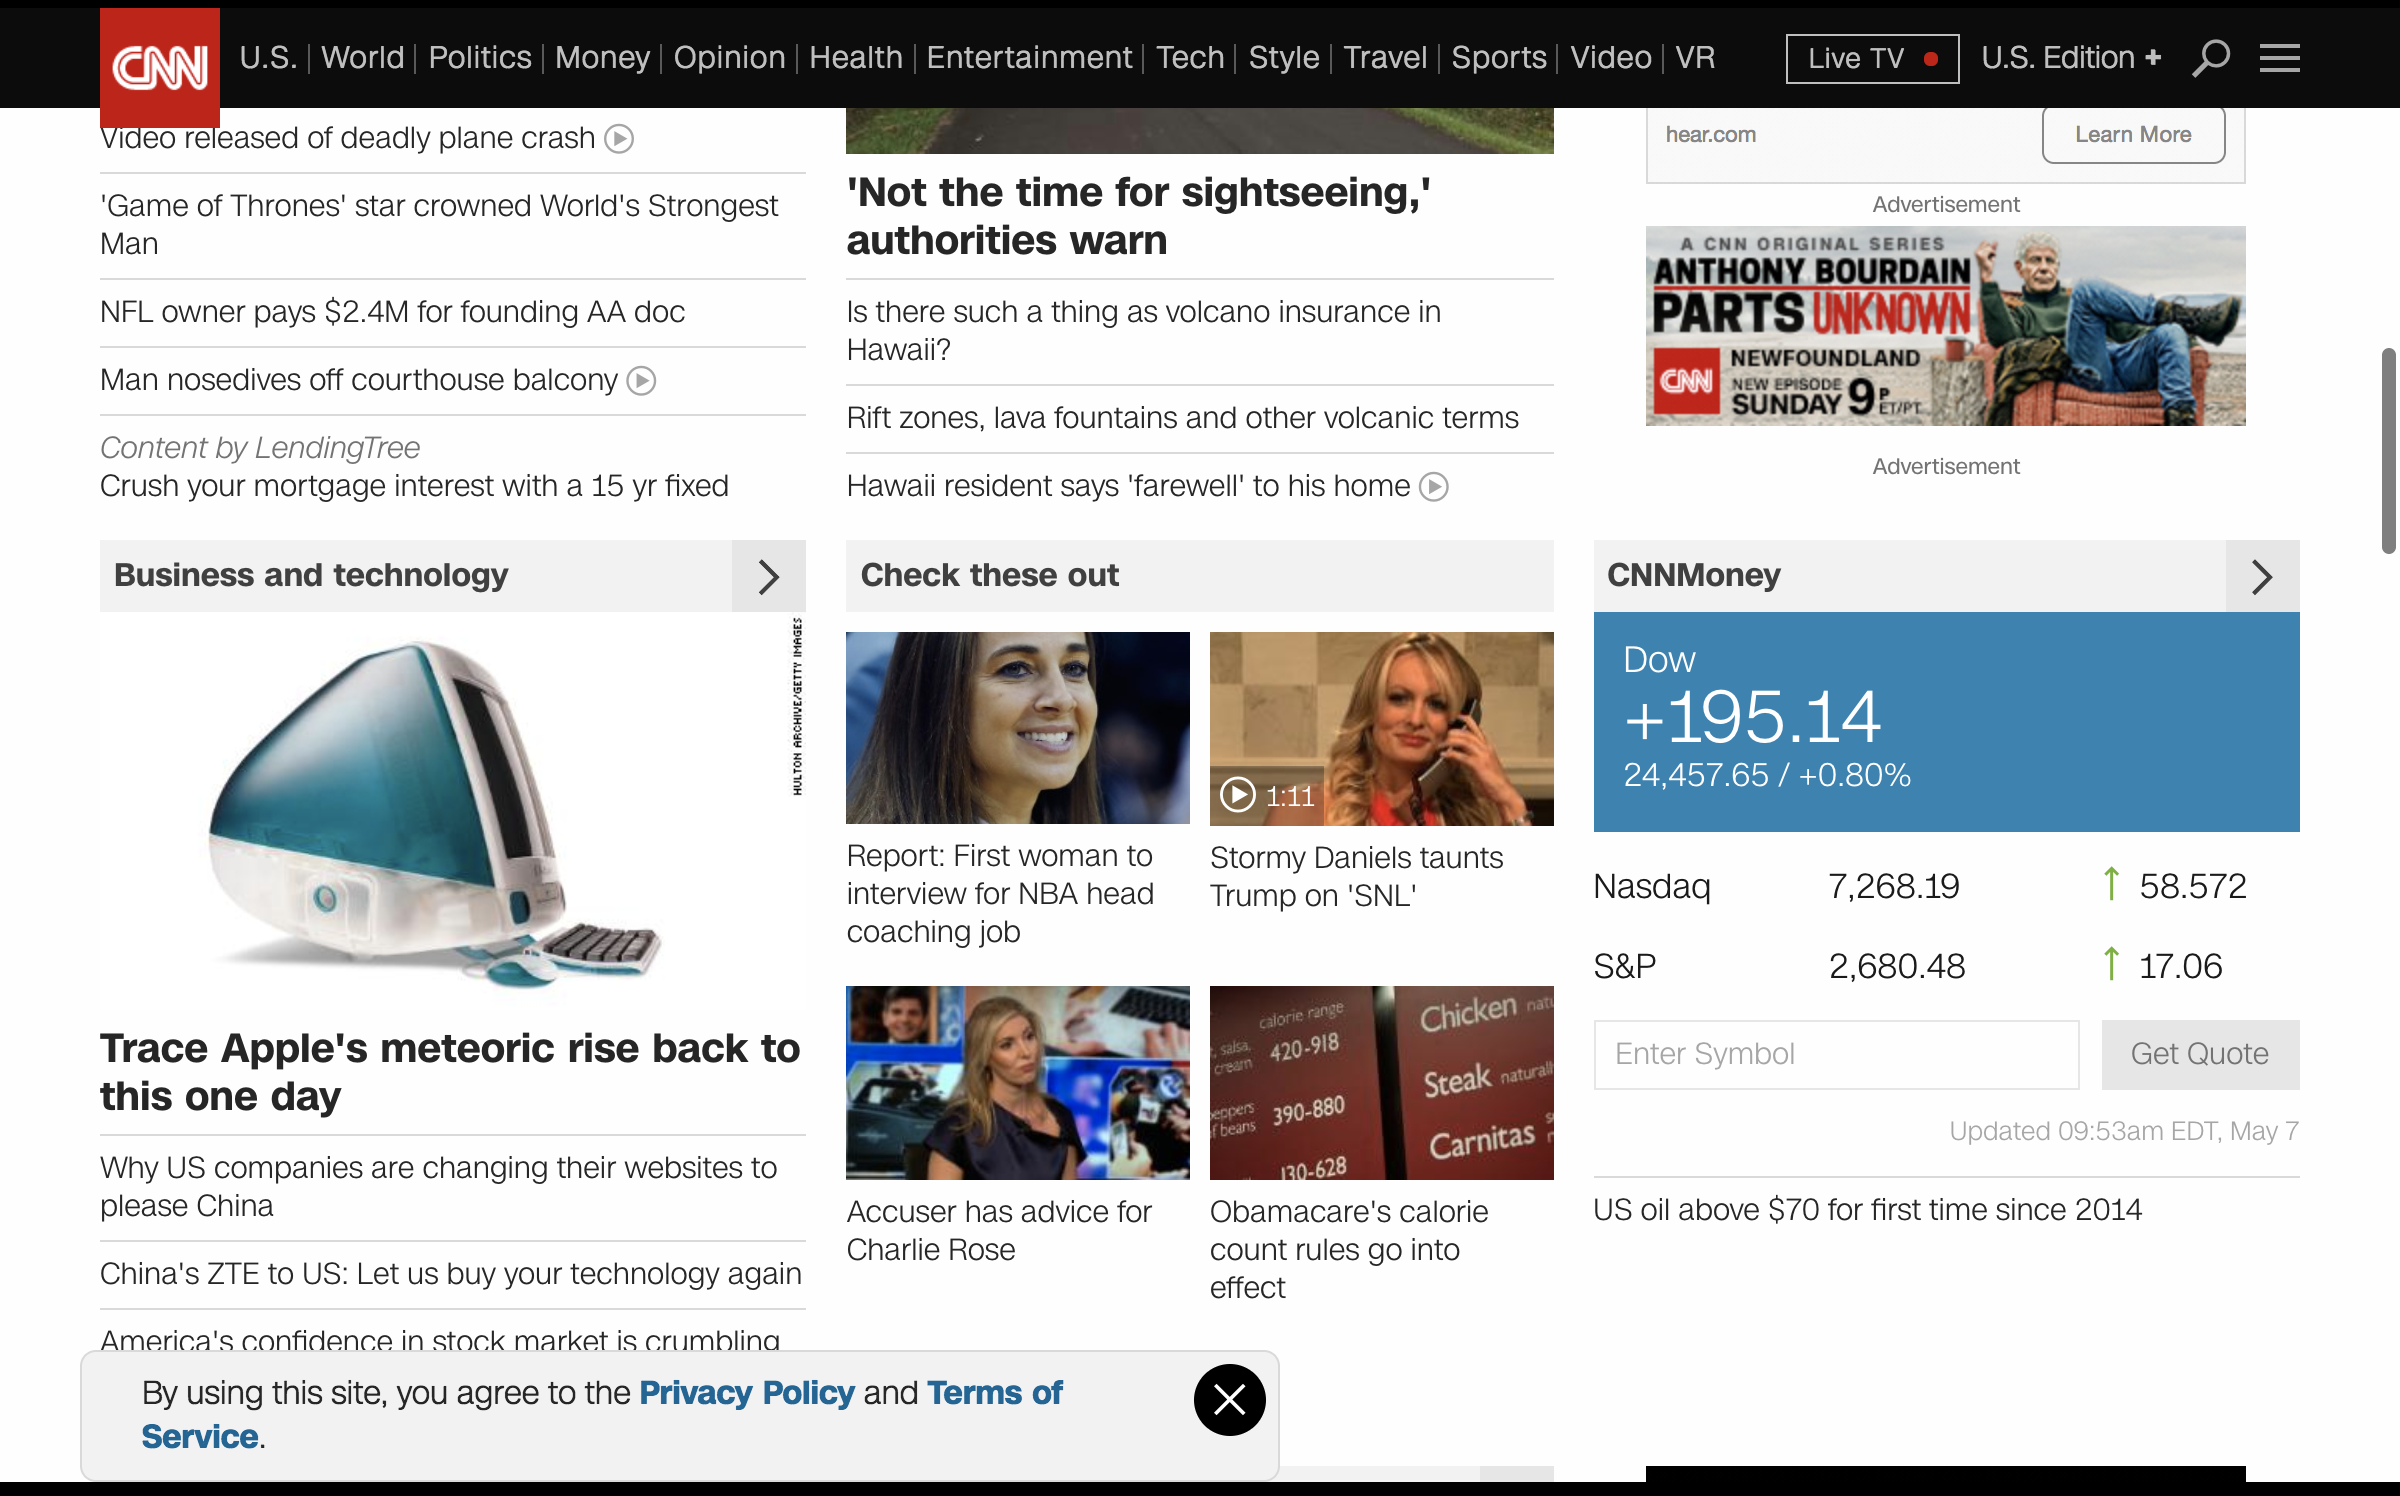 CNN
U.S. World Politics Money Opinion Health Entertainment Tech Style Travel Sports Video VR
Live TV
U.S. Edition +
Video released of deadly plane crash
'Game of Thrones' star crowned World's Strongest
Man
NFL owner pays $2.4M for founding AA doc
Man nosedives off courthouse balcony
Content by LendingTree
Crush your mortgage interest with a 15 yr fixed
'Not the time for sightseeing,'
authorities warn
Is there such a thing as volcano insurance in
Hawaii?
Rift zones, lava fountains and other volcanic terms
Hawaii resident says 'farewell' to his home
hear.com
Learn More
Advertisement
A CNN ORIGINAL SERIES
ANTHONY BOURDAIN
PARTS UNKNOWN
CNN
NEWFOUNDLAND
NEW EPISODE
SUNDAY 9P ET/PT
Advertisement
Business and technology
HULTON ARCHIVE/GETTY IMAGES
Trace Apple's meteoric rise back to
this one day
Why US companies are changing their websites to
please China
China's ZTE to US: Let us buy your technology again
America's confidence in stock market is crumbling
Check these out
Report: First woman to
interview for NBA head
coaching job
1:11
Stormy Daniels taunts
Trump on 'SNL'
Accuser has advice for
Charlie Rose
calorie range
salsa,
cream
420-918
390-880
of beans
130-628
Chicken
Steak
Carnitas
Obamacare's calorie
count rules go into
effect
CNNMoney
Dow
+195.14
24,457.65 / +0.80%
Nasdaq 7,268.19 ↑ 58.572
S&P 2,680.48 ↑ 17.06
Enter Symbol
Get Quote
Updated 09:53am EDT, May 7
US oil above $70 for first time since 2014
By using this site, you agree to the Privacy Policy and Terms of
Service.